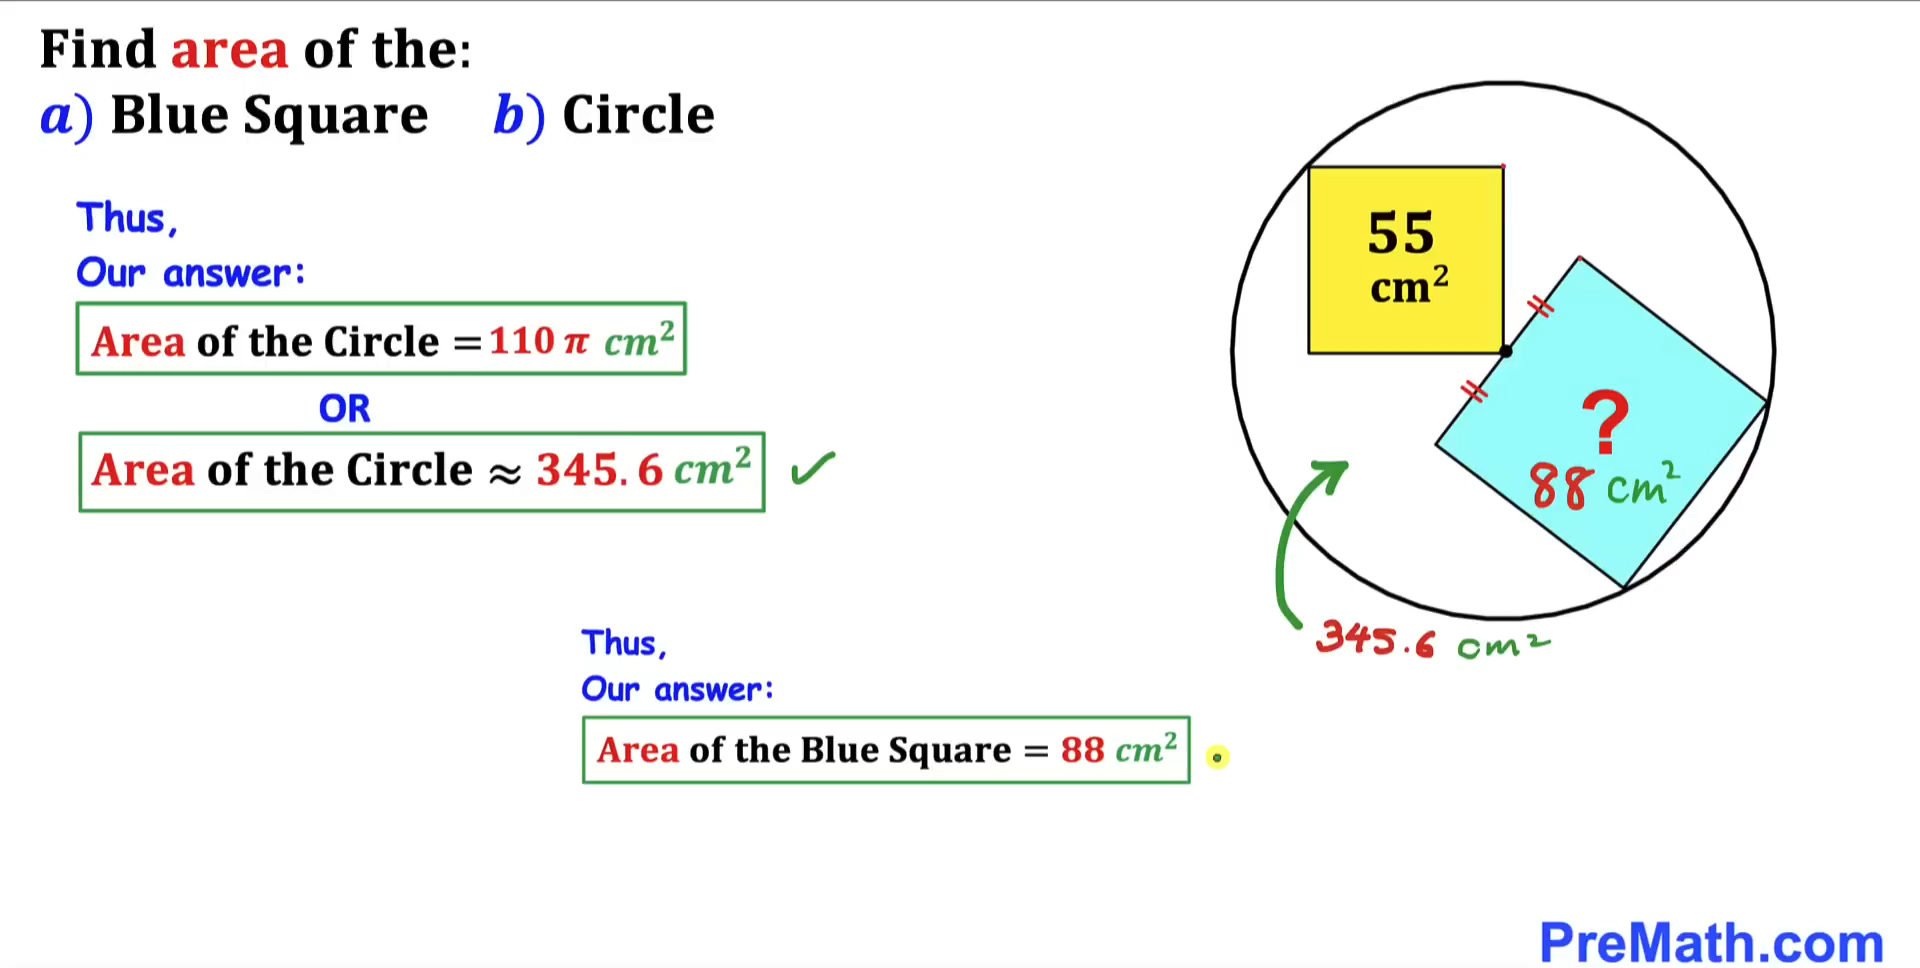 Find area of the:
a) Blue Square b) Circle
Thus,
Our answer:
Area of the Circle = 110 π cm²
OR
Area of the Circle ≈ 345.6 cm²
55
cm²
?
88 cm²
345.6 cm²
Thus,
Our answer:
Area of the Blue Square = 88 cm²
PreMath.com